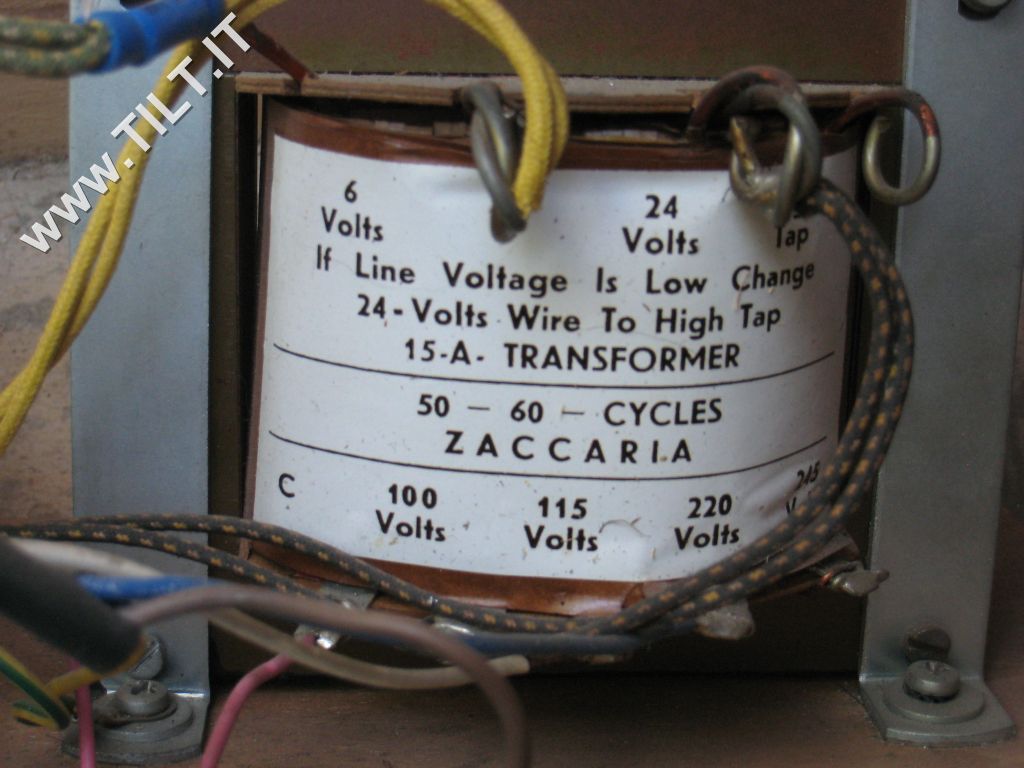 www.TILT.IT
6 Volts
24 Volts
Tap
If Line Voltage Is Low Change
24-Volts Wire To High Tap
15-A- TRANSFORMER
50 — 60 — CYCLES
ZACCARIA
C
100 Volts
115 Volts
220 Volts
245